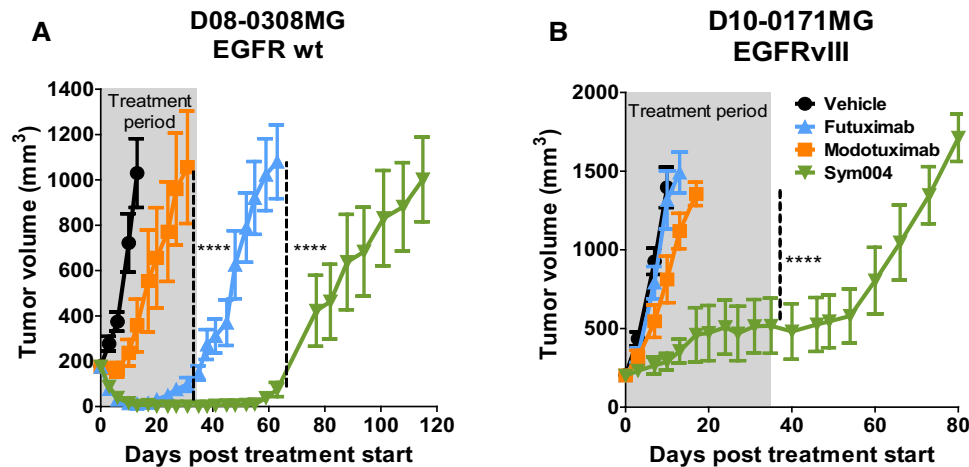 A
D08-0308MG
EGFR wt
Tumor volume (mm3)
1400
1200
1000
800
600
400
200
0
Treatment
period
****
****
0 20 40 60 80 100 120
Days post treatment start
B
D10-0171MG
EGFRvIII
Tumor volume (mm3)
2000
1500
1000
500
0
Treatment period
Vehicle
Futuximab
Modotuximab
Sym004
****
0 20 40 60 80
Days post treatment start